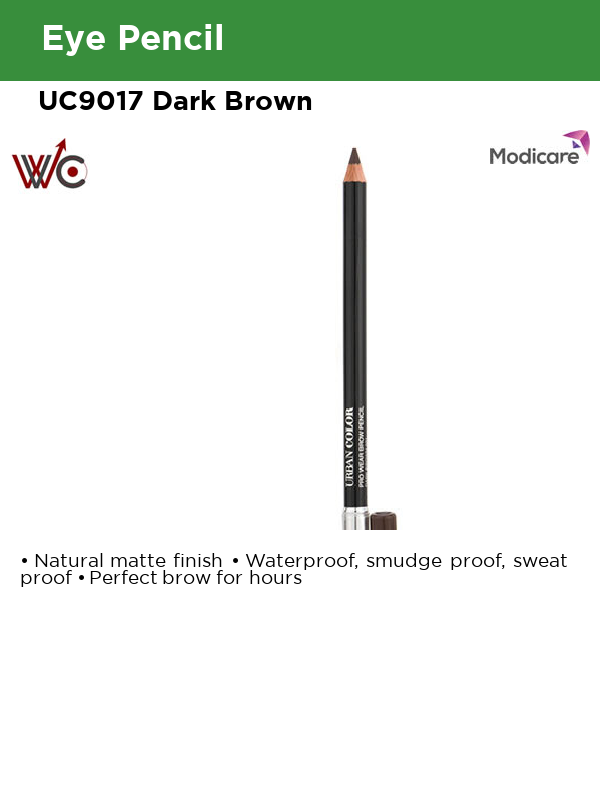 Eye Pencil
UC9017 Dark Brown
WC
Modicare
URBAN COLOR
PRO WEAR BROW PENCIL
• Natural matte finish • Waterproof, smudge proof, sweat
proof • Perfect brow for hours